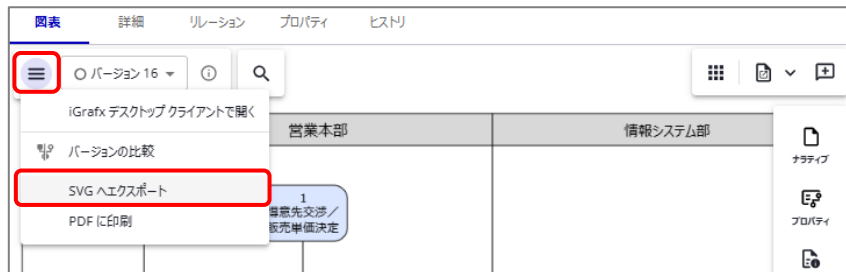 図表 詳細 リレーション プロパティ ヒストリ
バージョン 16
iGrafx デスクトップ クライアントで開く
営業本部 情報システム部
バージョンの比較
ナラティブ
SVG へエクスポート
1
得意先交渉/
PDF に印刷
販売単価決定
プロパティ